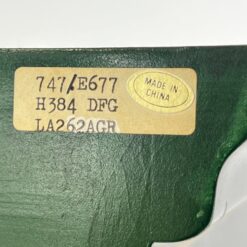 747/E677
H384 DFG
LA262AGR
MADE IN
CHINA